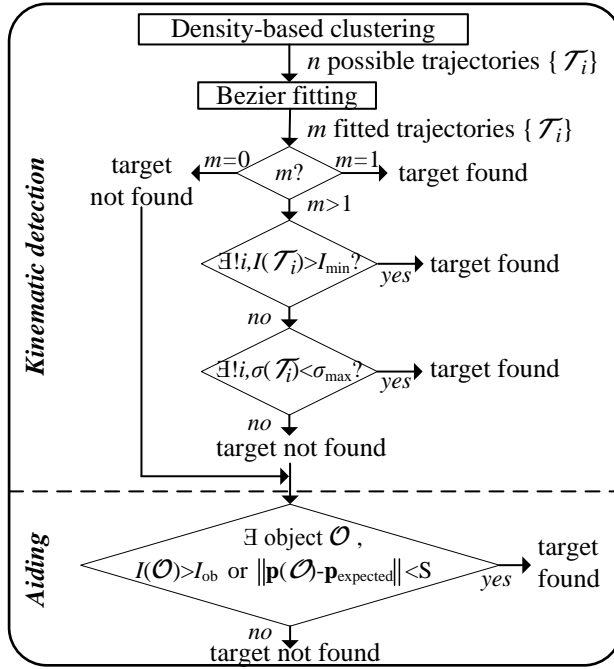 Density-based clustering
n possible trajectories {𝒯i}
Bezier fitting
m fitted trajectories {𝒯i}
target not found
m=0
m?
m=1
target found
m>1
∃!i,I(𝒯i)>Imin?
yes
target found
no
∃!i,σ(𝒯i)<σmax?
yes
target found
no
target not found
Kinematic detection
∃ object 𝒪 ,
I(𝒪)>Iob or ||p(𝒪)-pexpected||<S
yes
target
found
no
target not found
Aiding